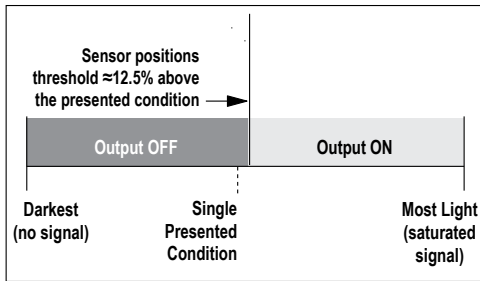 Sensor positions
threshold ≈12.5% above
the presented condition
Output OFF
Output ON
Darkest
(no signal)
Single
Presented
Condition
Most Light
(saturated
signal)